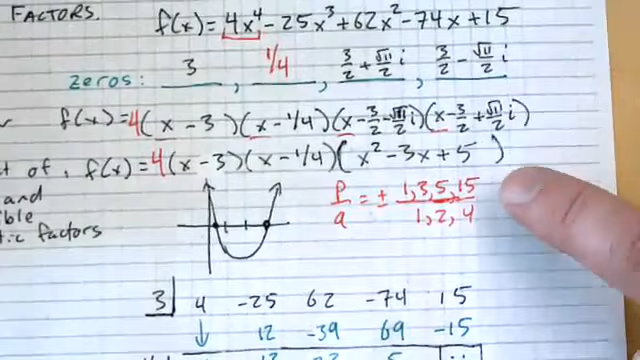 FACTORS. f(x) = 4x⁴ - 25x³ + 62x² - 74x + 15
zeros: 3, 1/4, 3/2 + √11/2 i, 3/2 - √11/2 i
f(x) = 4(x - 3)(x - 1/4)(x - 3/2 - √11/2 i)(x - 3/2 + √11/2 i)
t of . f(x) = 4(x - 3)(x - 1/4)(x² - 3x + 5)
and
ible
tic factors
P/q = ± 1, 3, 5, 15 / 1, 2, 4
3 | 4 -25 62 -74 15
↓ 12 -39 69 -15